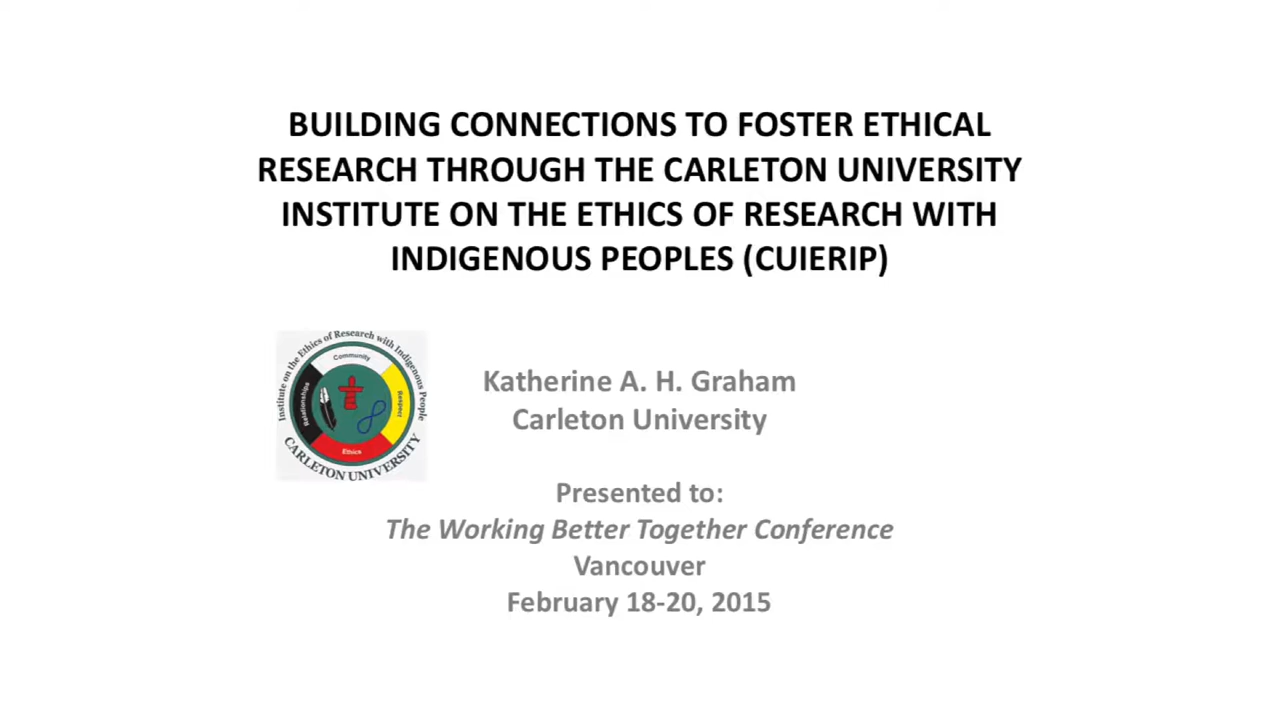 BUILDING CONNECTIONS TO FOSTER ETHICAL
RESEARCH THROUGH THE CARLETON UNIVERSITY
INSTITUTE ON THE ETHICS OF RESEARCH WITH
INDIGENOUS PEOPLES (CUIERIP)
Institute on the Ethics of Research with Indigenous People
Community
Relationships
Respect
Ethics
CARLETON UNIVERSITY
Katherine A. H. Graham
Carleton University
Presented to:
The Working Better Together Conference
Vancouver
February 18-20, 2015